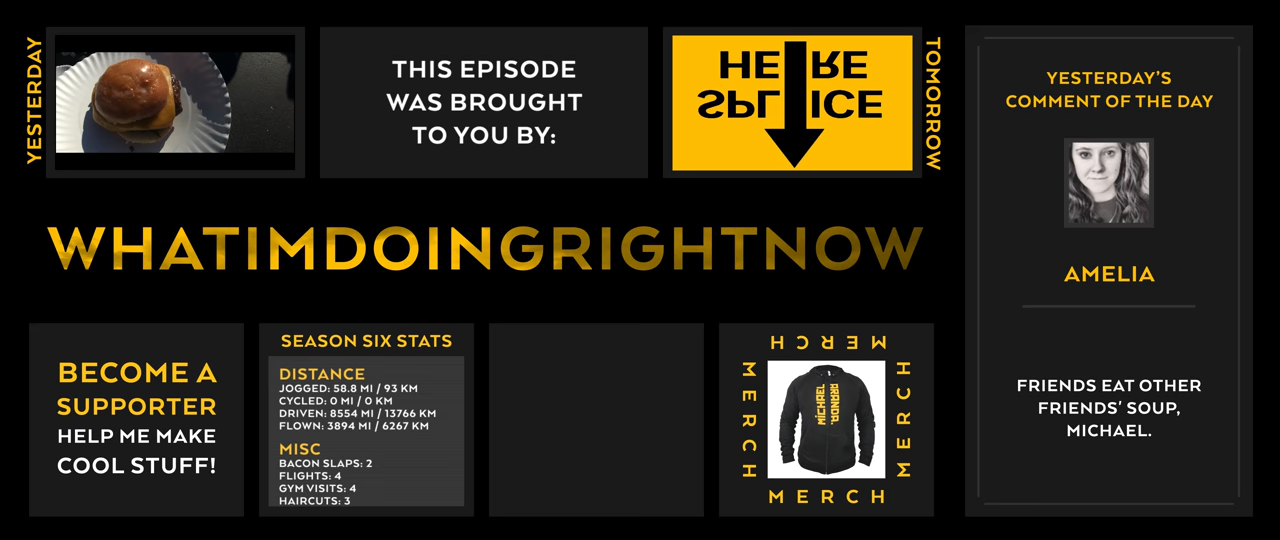 YESTERDAY
THIS EPISODE
WAS BROUGHT
TO YOU BY:
HERE
SPLICE
TOMORROW
WHATIMDOINGRIGHTNOW
BECOME A
SUPPORTER
HELP ME MAKE
COOL STUFF!
SEASON SIX STATS
DISTANCE
JOGGED: 58.8 MI / 93 KM
CYCLED: 0 MI / 0 KM
DRIVEN: 8554 MI / 13766 KM
FLOWN: 3894 MI / 6267 KM
MISC
BACON SLAPS: 2
FLIGHTS: 4
GYM VISITS: 4
HAIRCUTS: 3
MERCH
MERCH
MICHAEL
ARANDA.
MERCH
MERCH
YESTERDAY'S
COMMENT OF THE DAY
AMELIA
FRIENDS EAT OTHER
FRIENDS' SOUP,
MICHAEL.